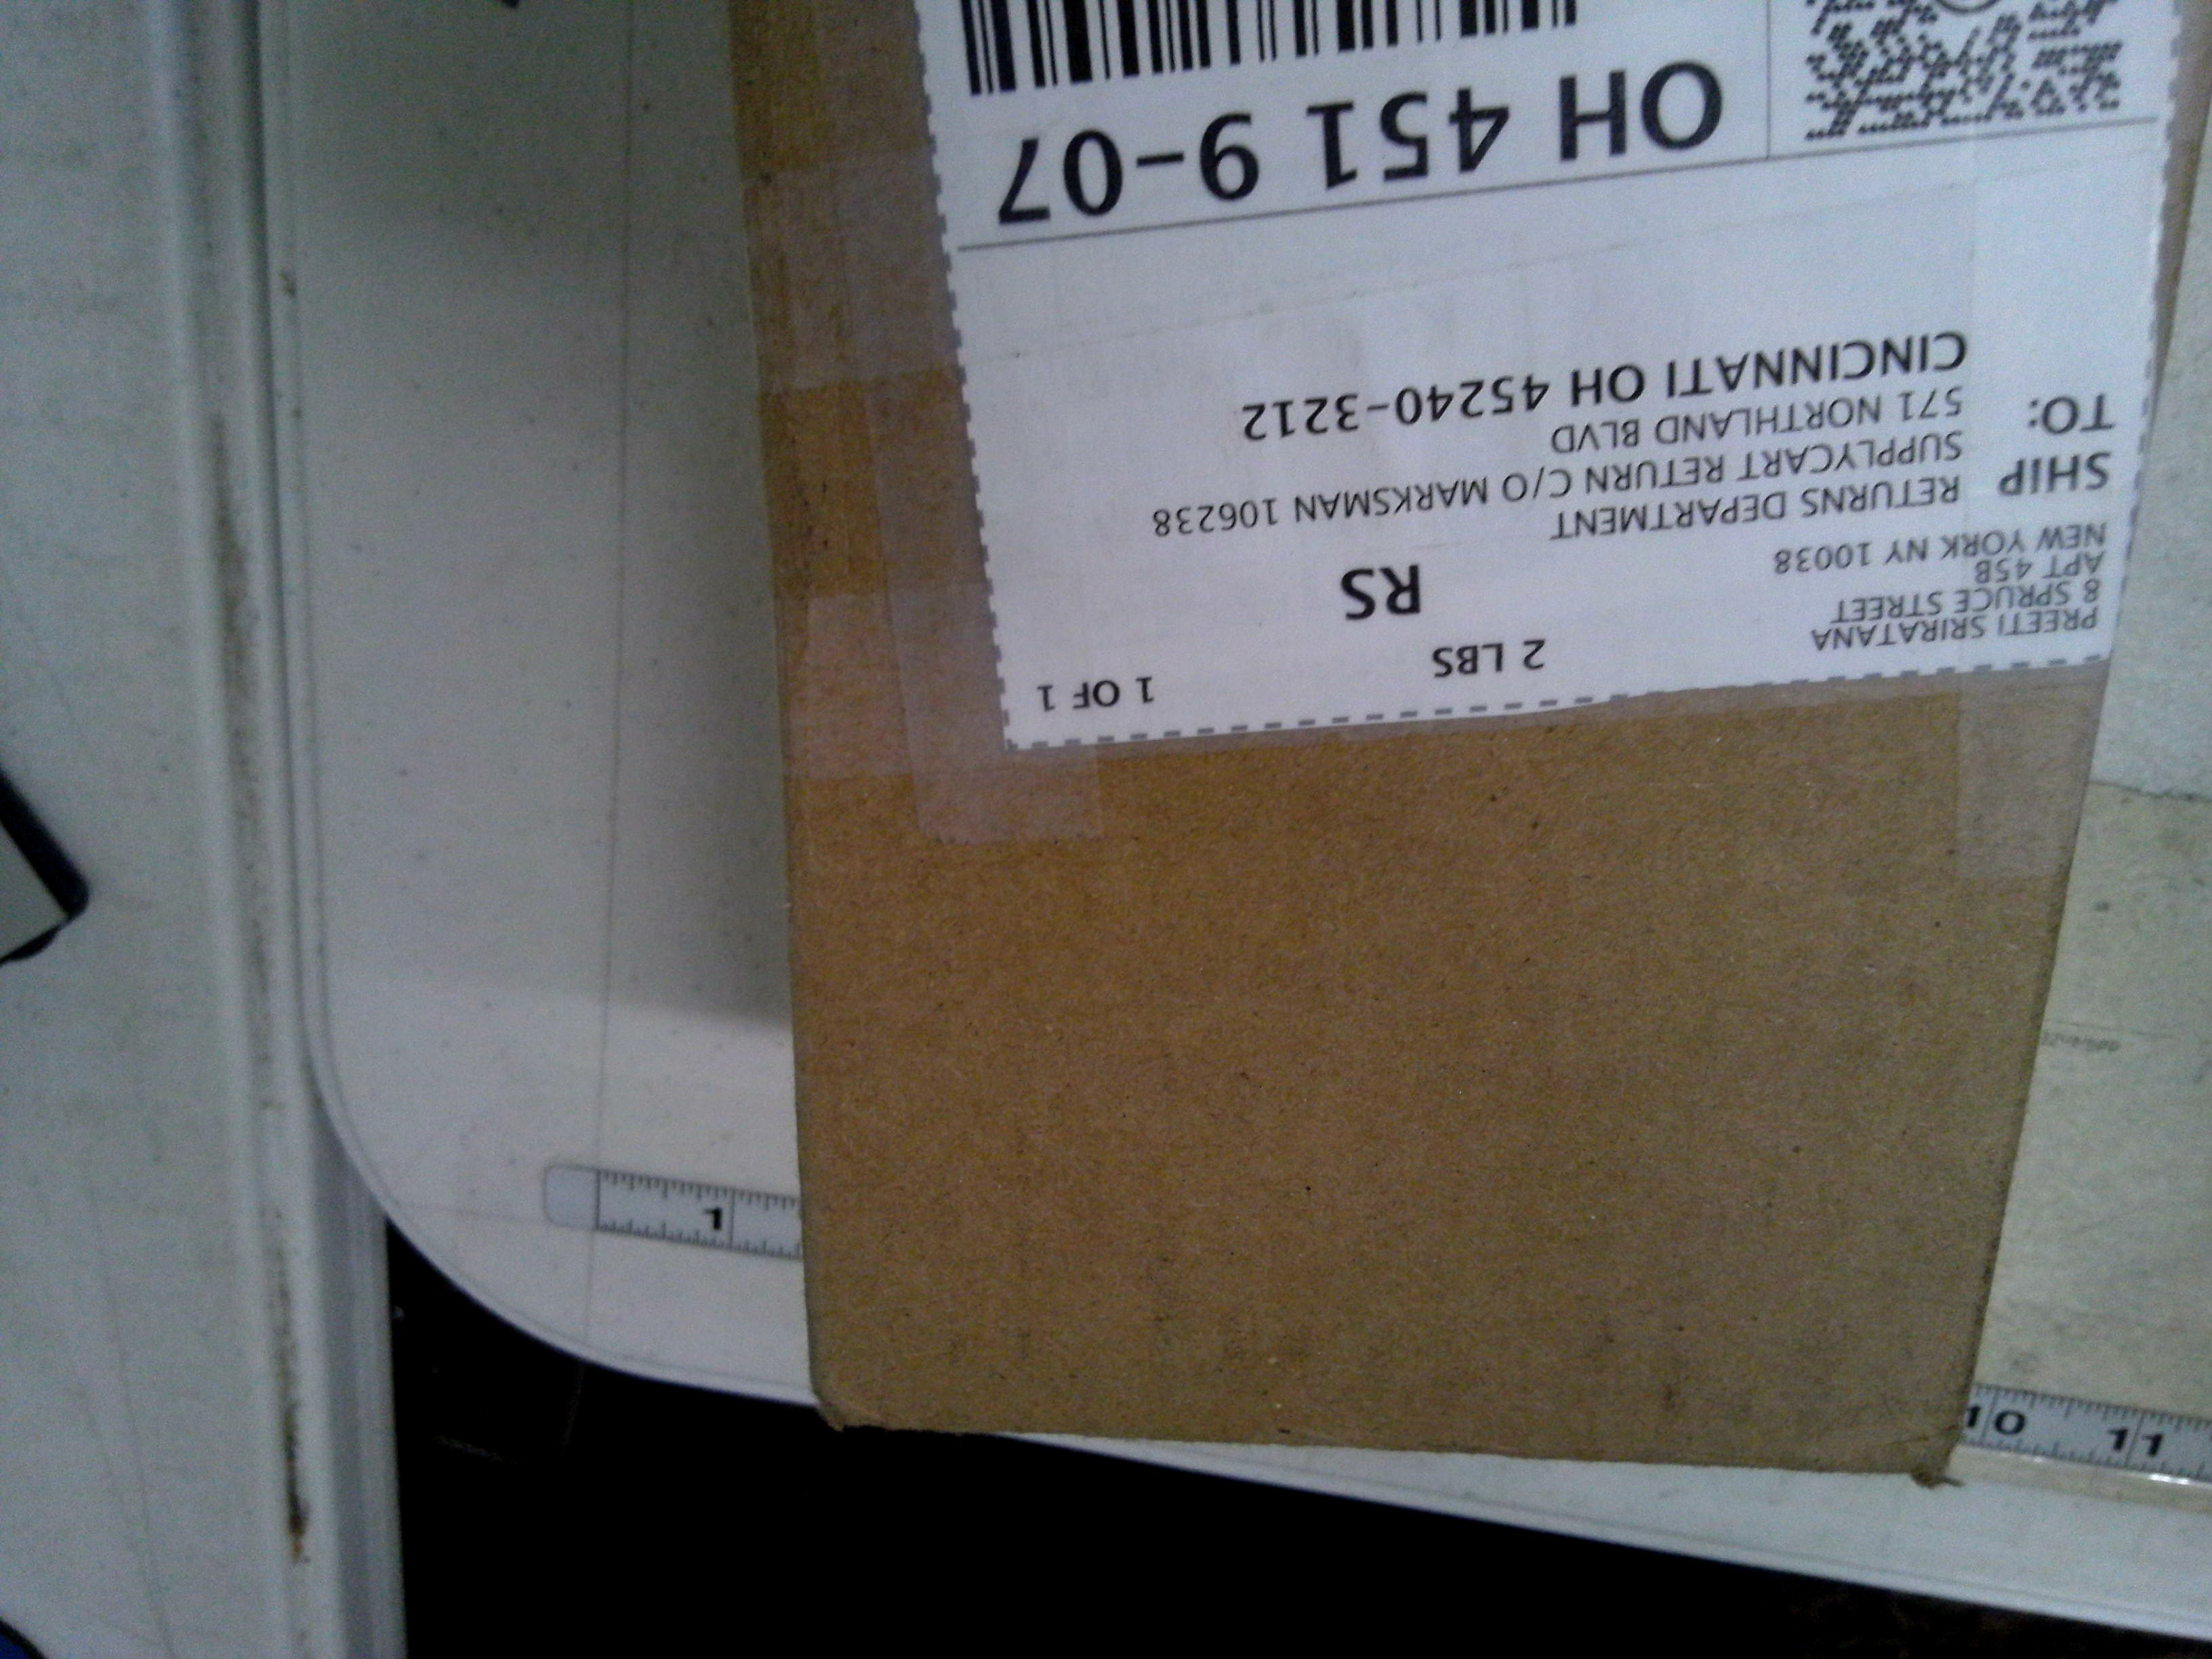 PREETI SRIRATANA
8 SPRUCE STREET
APT 45B
NEW YORK NY 10038
2 LBS
1 OF 1
RS
SHIP
TO:
RETURNS DEPARTMENT
SUPPLYCART RETURN C/O MARKSMAN 106238
571 NORTHLAND BLVD
CINCINNATI OH 45240-3212
OH 451 9-07
1
10
11